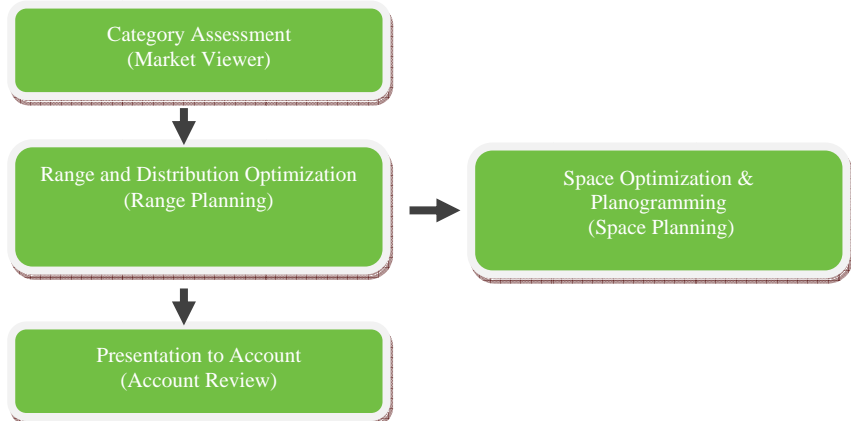 Category Assessment
(Market Viewer)
Range and Distribution Optimization
(Range Planning)
Space Optimization &
Planogramming
(Space Planning)
Presentation to Account
(Account Review)